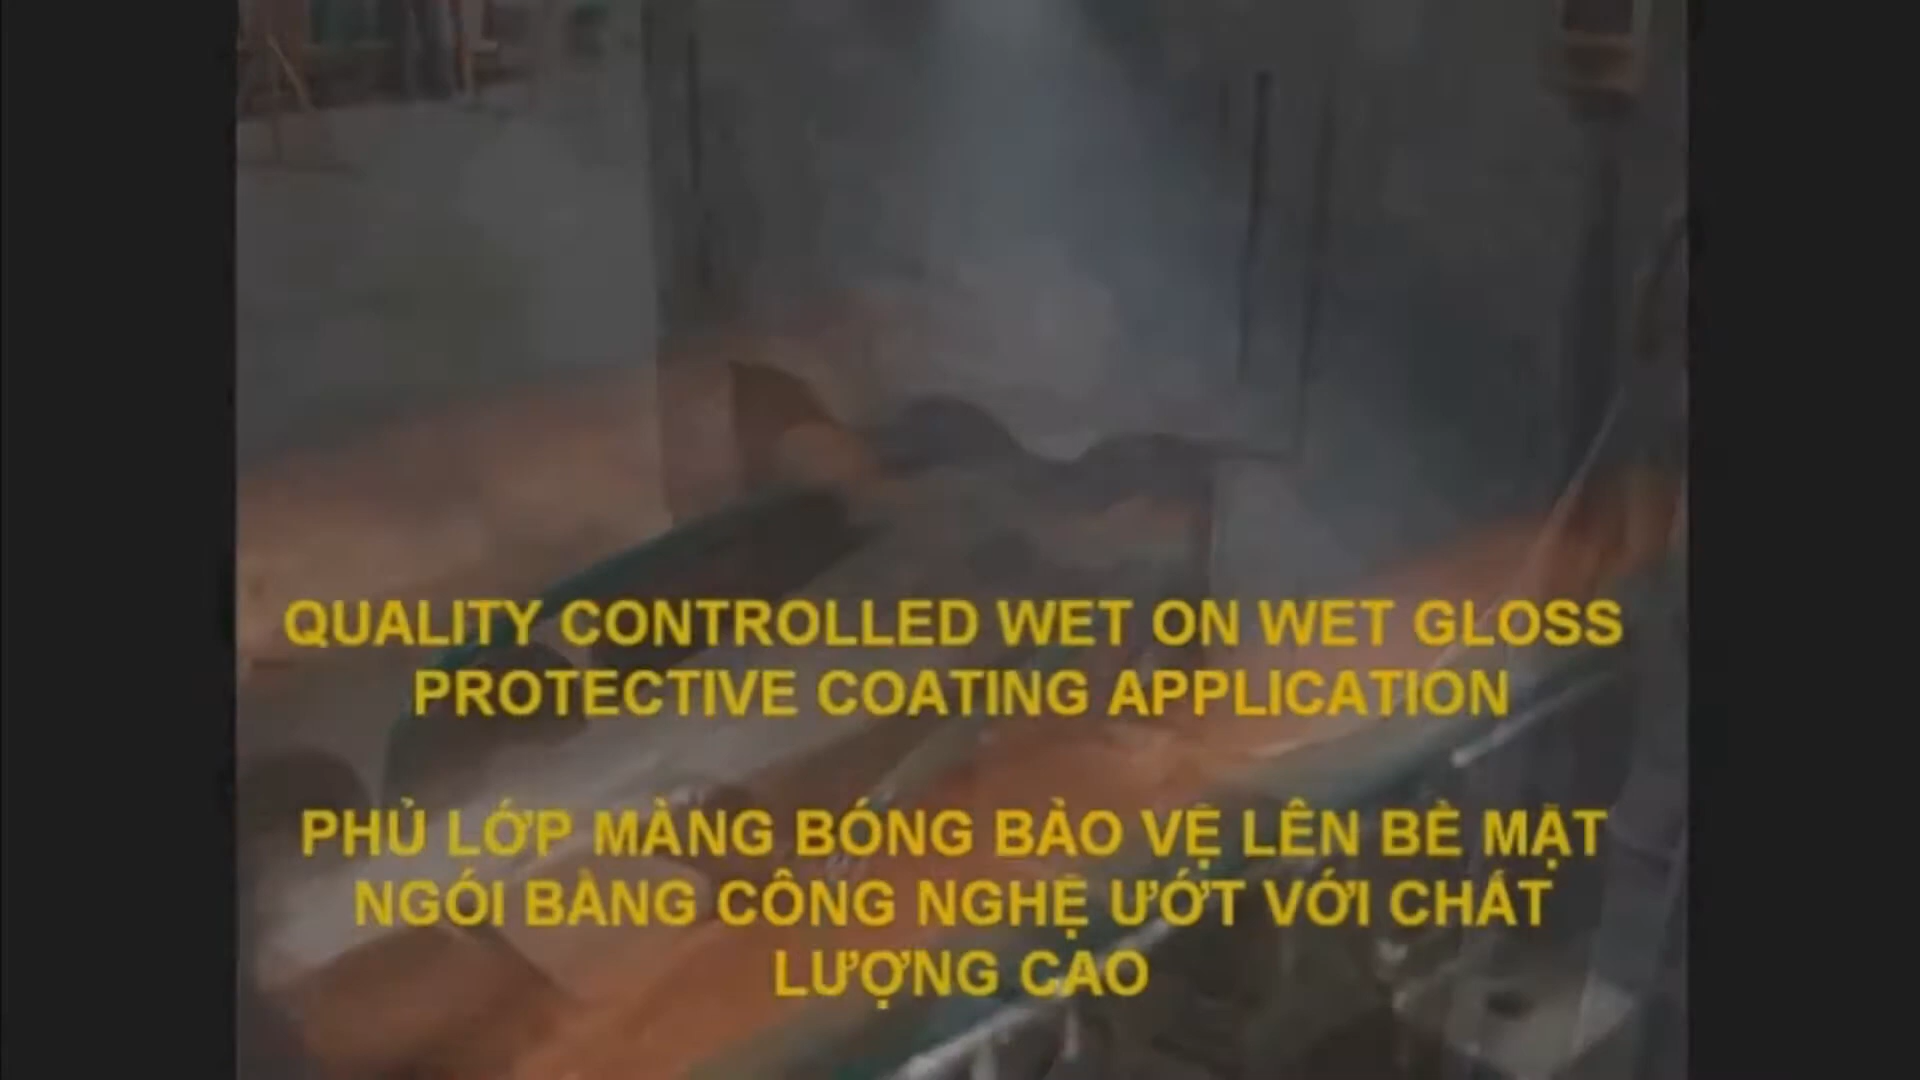 QUALITY CONTROLLED WET ON WET GLOSS
PROTECTIVE COATING APPLICATION
PHỦ LỚP MÀNG BÓNG BẢO VỆ LÊN BỀ MẶT
NGÓI BẰNG CÔNG NGHỆ ƯỚT VỚI CHẤT
LƯỢNG CAO